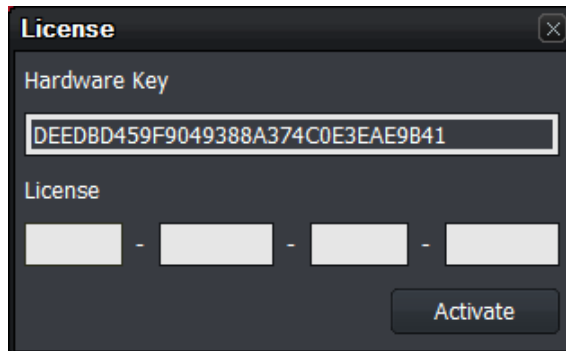 License
Hardware Key
DEEDBD459F9049388A374C0E3EAE9B41
License
- - -
Activate